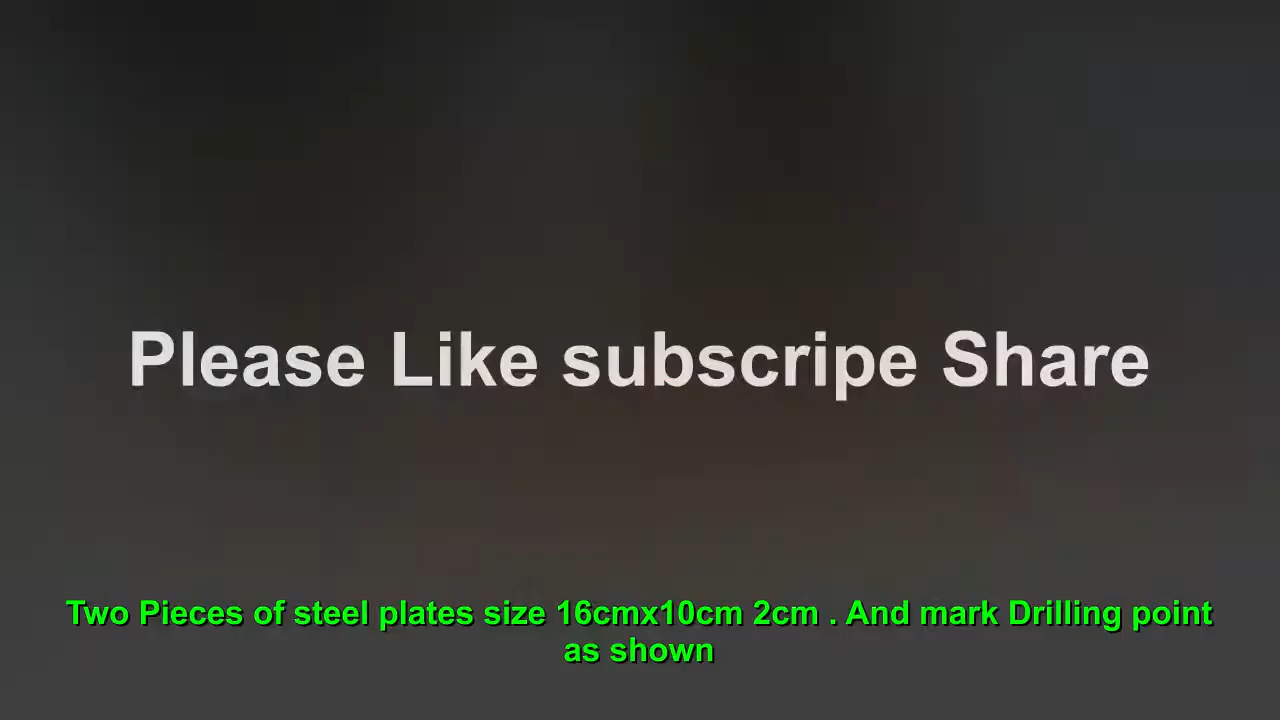 Please Like subscripe Share
Two Pieces of steel plates size 16cmx10cm 2cm . And mark Drilling point
as shown